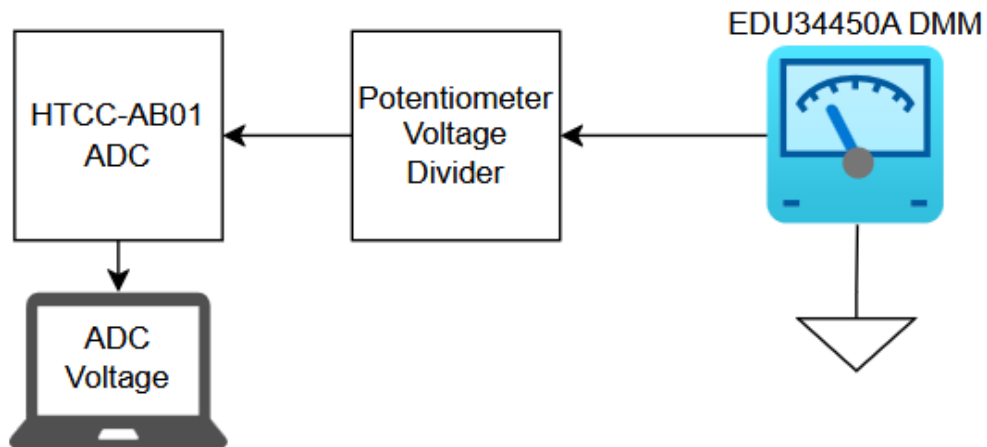 EDU34450A DMM
HTCC-AB01
ADC
Potentiometer
Voltage
Divider
ADC
Voltage